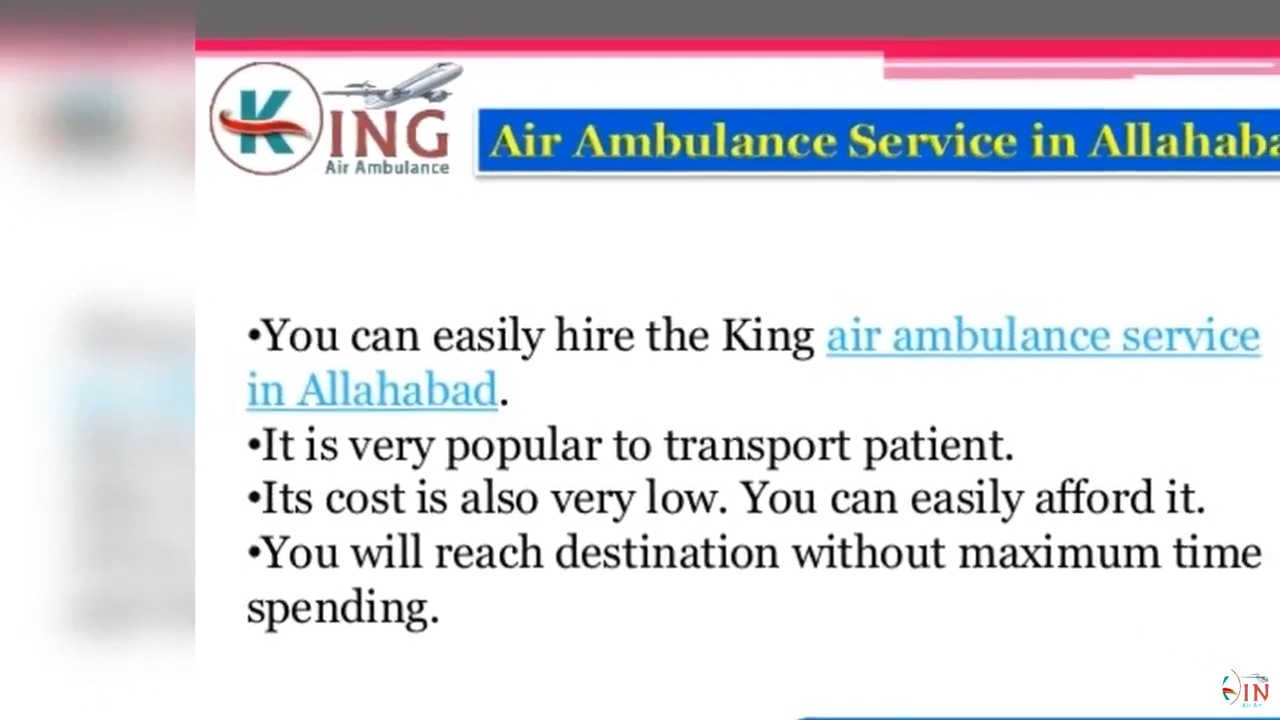 KING
Air Ambulance
Air Ambulance Service in Allahaba
•You can easily hire the King air ambulance service
in Allahabad.
•It is very popular to transport patient.
•Its cost is also very low. You can easily afford it.
•You will reach destination without maximum time
spending.
IN